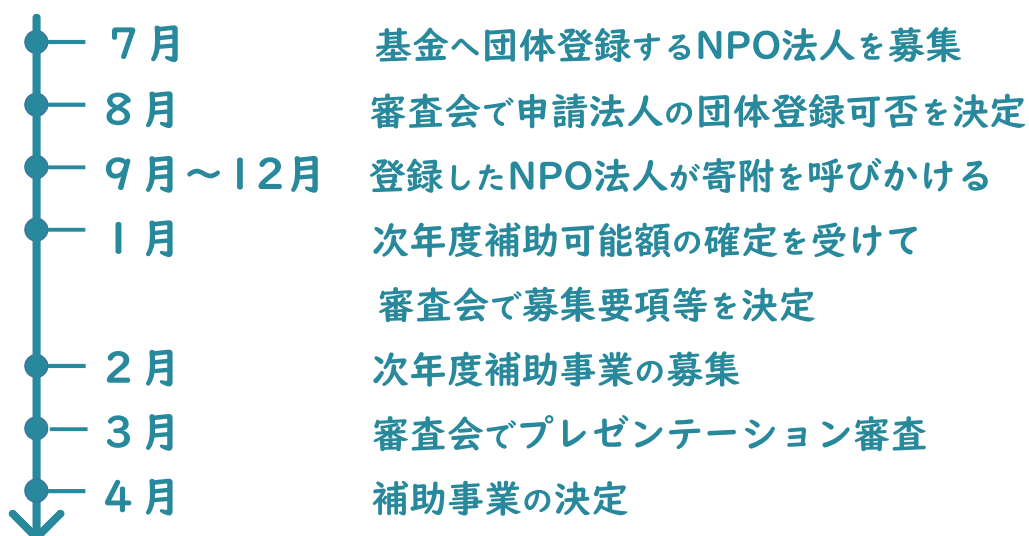 7月 基金へ団体登録するNPO法人を募集
8月 審査会で申請法人の団体登録可否を決定
9月～12月 登録したNPO法人が寄附を呼びかける
1月 次年度補助可能額の確定を受けて
審査会で募集要項等を決定
2月 次年度補助事業の募集
3月 審査会でプレゼンテーション審査
4月 補助事業の決定